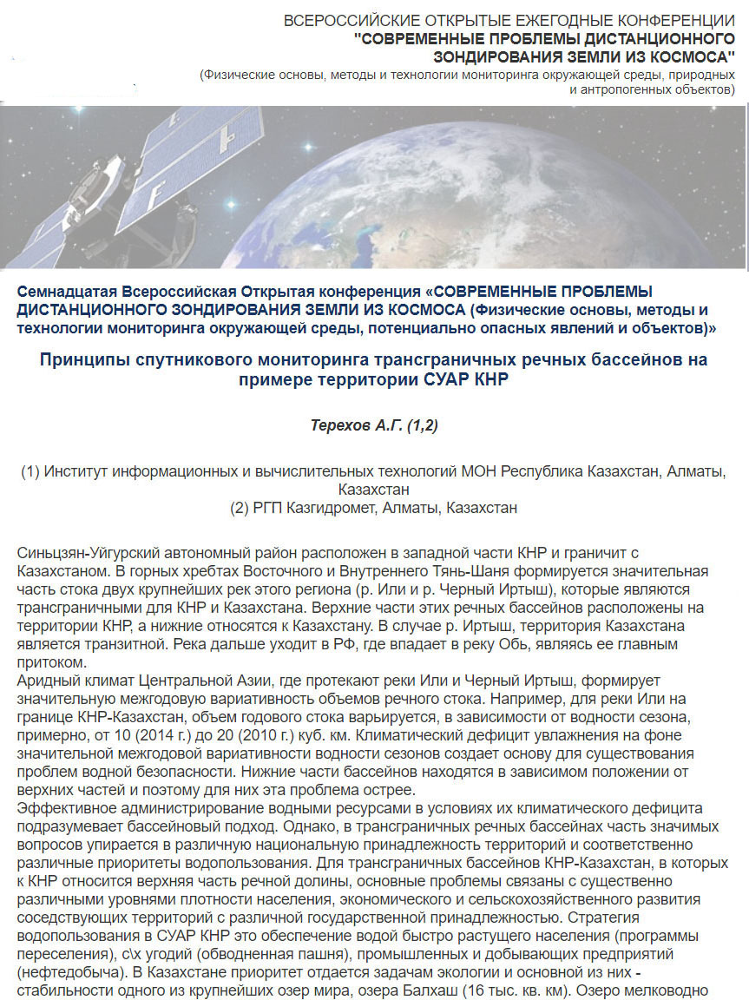 ВСЕРОССИЙСКИЕ ОТКРЫТЫЕ ЕЖЕГОДНЫЕ КОНФЕРЕНЦИИ
"СОВРЕМЕННЫЕ ПРОБЛЕМЫ ДИСТАНЦИОННОГО
ЗОНДИРОВАНИЯ ЗЕМЛИ ИЗ КОСМОСА"
(Физические основы, методы и технологии мониторинга окружающей среды, природных
и антропогенных объектов)
Семнадцатая Всероссийская Открытая конференция «СОВРЕМЕННЫЕ ПРОБЛЕМЫ
ДИСТАНЦИОННОГО ЗОНДИРОВАНИЯ ЗЕМЛИ ИЗ КОСМОСА (Физические основы, методы и
технологии мониторинга окружающей среды, потенциально опасных явлений и объектов)»
Принципы спутникового мониторинга трансграничных речных бассейнов на
примере территории СУАР КНР
Терехов А.Г. (1,2)
(1) Институт информационных и вычислительных технологий МОН Республика Казахстан, Алматы,
Казахстан
(2) РГП Казгидромет, Алматы, Казахстан
Синьцзян-Уйгурский автономный район расположен в западной части КНР и граничит с
Казахстаном. В горных хребтах Восточного и Внутреннего Тянь-Шаня формируется значительная
часть стока двух крупнейших рек этого региона (р. Или и р. Черный Иртыш), которые являются
трансграничными для КНР и Казахстана. Верхние части этих речных бассейнов расположены на
территории КНР, а нижние относятся к Казахстану. В случае р. Иртыш, территория Казахстана
является транзитной. Река дальше уходит в РФ, где впадает в реку Обь, являясь ее главным
притоком.
Аридный климат Центральной Азии, где протекают реки Или и Черный Иртыш, формирует
значительную межгодовую вариативность объемов речного стока. Например, для реки Или на
границе КНР-Казахстан, объем годового стока варьируется, в зависимости от водности сезона,
примерно, от 10 (2014 г.) до 20 (2010 г.) куб. км. Климатический дефицит увлажнения на фоне
значительной межгодовой вариативности водности сезонов создает основу для существования
проблем водной безопасности. Нижние части бассейнов находятся в зависимом положении от
верхних частей и поэтому для них эта проблема острее.
Эффективное администрирование водными ресурсами в условиях их климатического дефицита
подразумевает бассейновый подход. Однако, в трансграничных речных бассейнах часть значимых
вопросов упирается в различную национальную принадлежность территорий и соответственно
различные приоритеты водопользования. Для трансграничных бассейнов КНР-Казахстан, в которых
к КНР относится верхняя часть речной долины, основные проблемы связаны с существенно
различными уровнями плотности населения, экономического и сельскохозяйственного развития
соседствующих территорий с различной государственной принадлежностью. Стратегия
водопользования в СУАР КНР это обеспечение водой быстро растущего населения (программы
переселения), с\х угодий (обводненная пашня), промышленных и добывающих предприятий
(нефтедобыча). В Казахстане приоритет отдается задачам экологии и основной из них -
стабильности одного из крупнейших озер мира, озера Балхаш (16 тыс. кв. км). Озеро мелководно